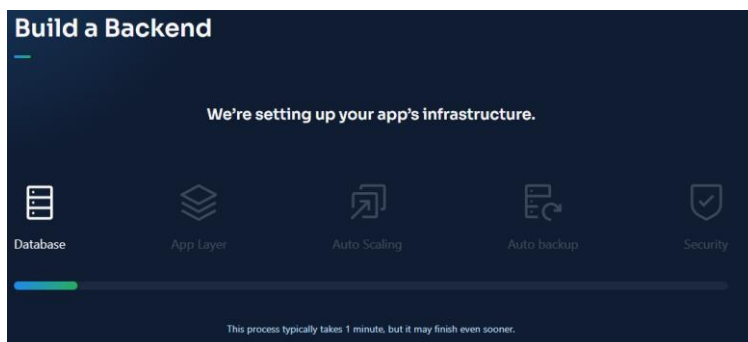 Build a Backend
We're setting up your app's infrastructure.
Database
App Layer
Auto Scaling
Auto backup
Security
This process typically takes 1 minute, but it may finish even sooner.